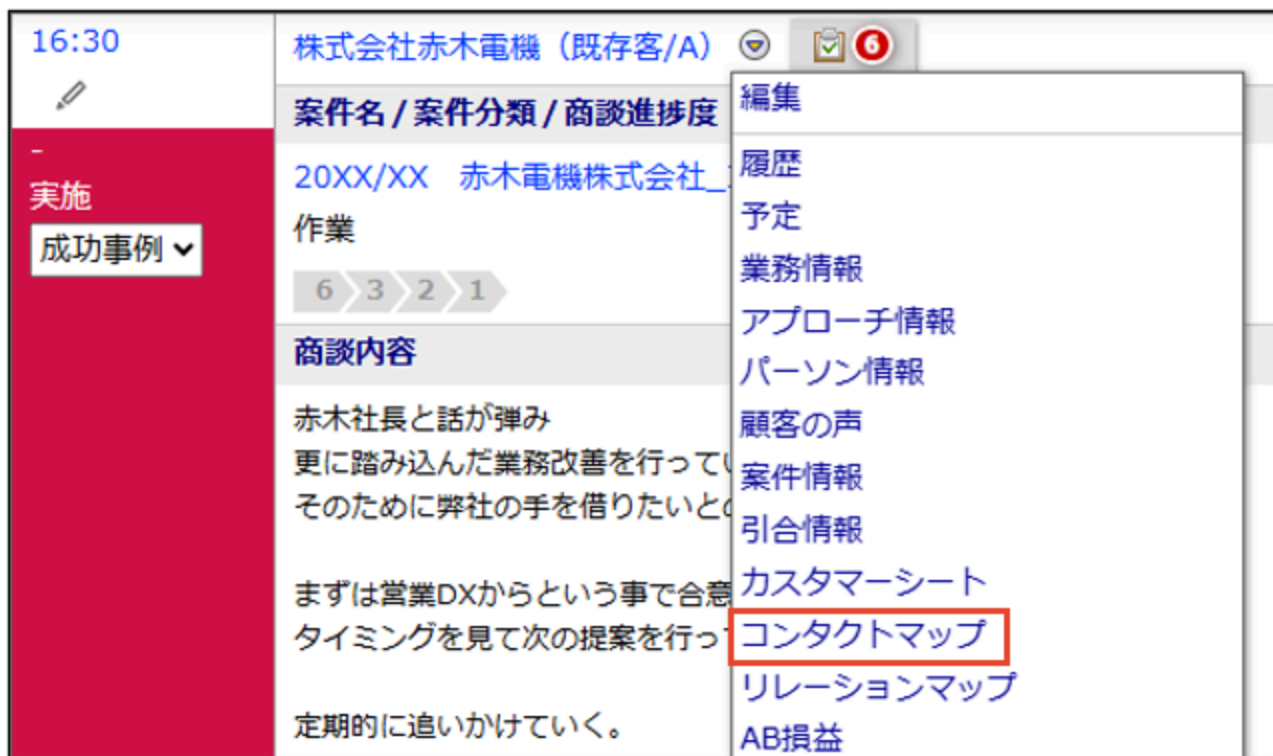 16:30
株式会社赤木電機（既存客/A）
6
-
実施
成功事例
案件名 / 案件分類 / 商談進捗度
20XX/XX 赤木電機株式会社_
作業
6 3 2 1
商談内容
赤木社長と話が弾み
更に踏み込んだ業務改善を行ってい
そのために弊社の手を借りたいとの
まずは営業DXからという事で合意
タイミングを見て次の提案を行っ
定期的に追いかけていく。
編集
履歴
予定
業務情報
アプローチ情報
パーソン情報
顧客の声
案件情報
引合情報
カスタマーシート
コンタクトマップ
リレーションマップ
AB損益